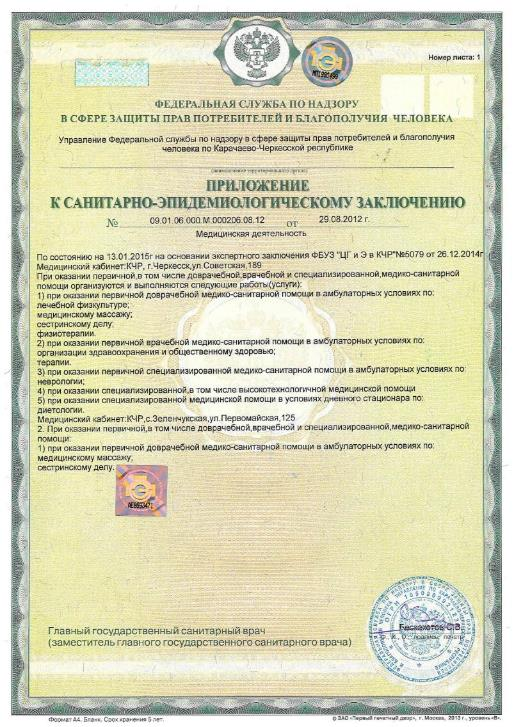 Номер листа: 1
ФЕДЕРАЛЬНАЯ СЛУЖБА ПО НАДЗОРУ
В СФЕРЕ ЗАЩИТЫ ПРАВ ПОТРЕБИТЕЛЕЙ И БЛАГОПОЛУЧИЯ ЧЕЛОВЕКА
Управление Федеральной службы по надзору в сфере защиты прав потребителей и благополучия
человека по Карачаево-Черкесской республике
(наименование территориального органа)
ПРИЛОЖЕНИЕ
К САНИТАРНО-ЭПИДЕМИОЛОГИЧЕСКОМУ ЗАКЛЮЧЕНИЮ
№ 09.01.06.000.М.000206.08.12 от 29.08.2012 г.
Медицинская деятельность
По состоянию на 13.01.2015г на основании экспертного заключения ФБУЗ "ЦГ и Э в КЧР"№5079 от 26.12.2014г
Медицинский кабинет:КЧР, г.Черкесск,ул.Советская,189
При оказании первичной,в том числе доврачебной,врачебной и специализированной,медико-санитарной
помощи организуются и выполняются следующие работы(услуги):
1) при оказании первичной доврачебной медико-санитарной помощи в амбулаторных условиях по:
лечебной физкультуре;
медицинскому массажу;
сестринскому делу;
физиотерапии.
2) при оказании первичной врачебной медико-санитарной помощи в амбулаторных условиях по:
организации здравоохранения и общественному здоровью;
терапии.
3) при оказании первичной специализированной медико-санитарной помощи в амбулаторных условиях по:
неврологии;
4) при оказании специализированной,в том числе высокотехнологичной медицинской помощи
5) при оказании специализированной медицинской помощи в условиях дневного стационара по:
диетологии.
Медицинский кабинет:КЧР,с.Зеленчукская,ул.Первомайская,125
2. При оказании первичной,в том числе доврачебной,врачебной и специализированной,медико-санитарной
помощи:
1) при оказании первичной доврачебной медико-санитарной помощи в амбулаторных условиях по:
медицинскому массажу;
сестринскому делу.
Главный государственный санитарный врач
(заместитель главного государственного санитарного врача)
Формат А4. Бланк. Срок хранения 5 лет.
© ЗАО «Первый печатный двор», г. Москва, 2013 г., уровень «В».